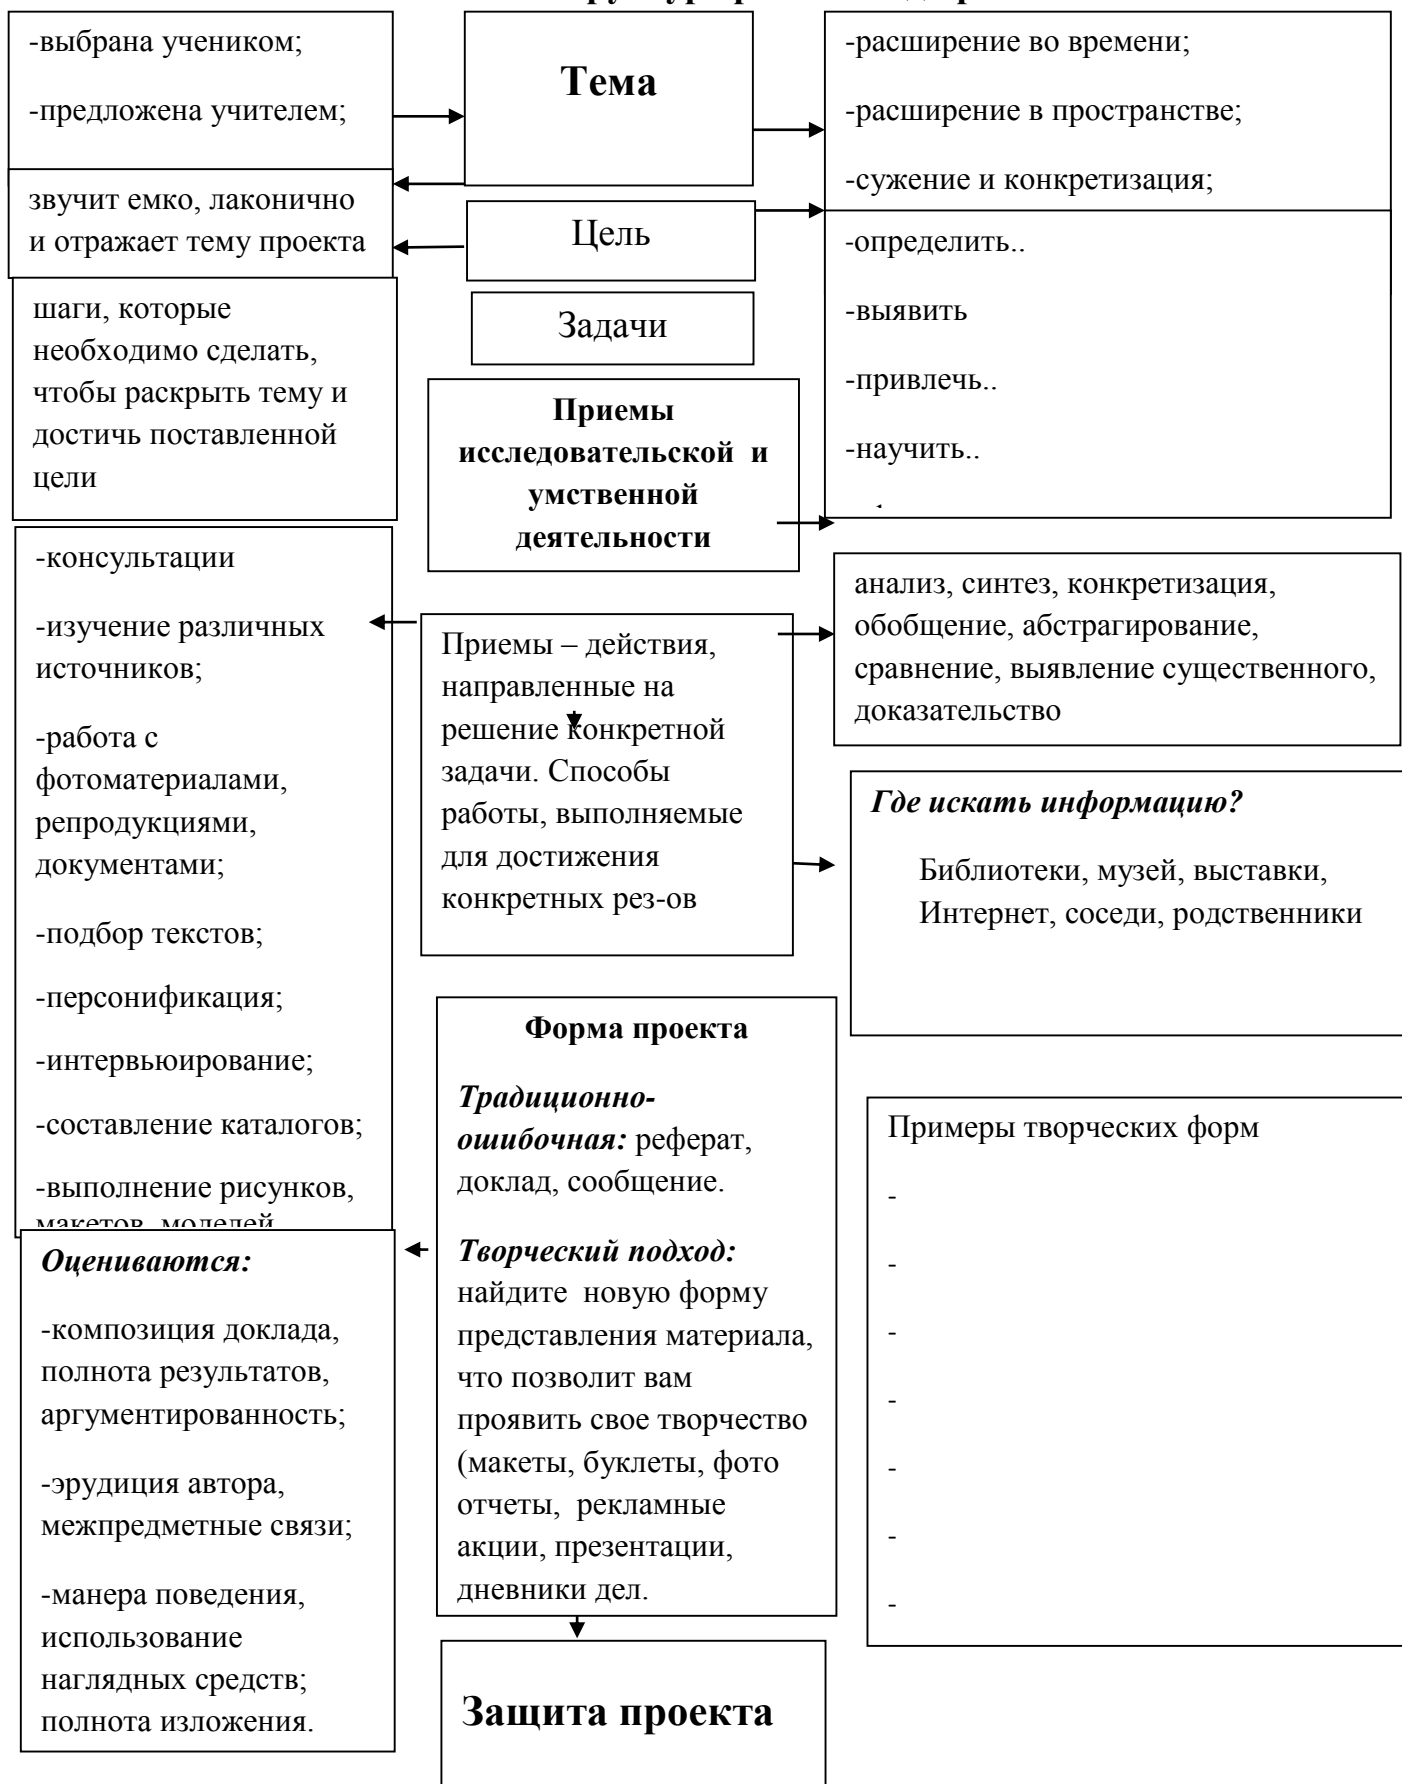 -выбрана учеником;
-предложена учителем;
Тема
-расширение во времени;
-расширение в пространстве;
-сужение и конкретизация;
звучит емко, лаконично
и отражает тему проекта
Цель
-определить..
-выявить
-привлечь..
-научить..
шаги, которые
необходимо сделать,
чтобы раскрыть тему и
достичь поставленной
цели
Задачи
Приемы
исследовательской и
умственной
деятельности
-консультации
-изучение различных
источников;
-работа с
фотоматериалами,
репродукциями,
документами;
-подбор текстов;
-персонификация;
-интервьюирование;
-составление каталогов;
-выполнение рисунков,
макетов, моделей
Приемы – действия,
направленные на
решение конкретной
задачи. Способы
работы, выполняемые
для достижения
конкретных рез-ов
анализ, синтез, конкретизация,
обобщение, абстрагирование,
сравнение, выявление существенного,
доказательство
Где искать информацию?
Библиотеки, музей, выставки,
Интернет, соседи, родственники
Форма проекта
Традиционно-
ошибочная: реферат,
доклад, сообщение.
Творческий подход:
найдите новую форму
представления материала,
что позволит вам
проявить свое творчество
(макеты, буклеты, фото
отчеты, рекламные
акции, презентации,
дневники дел.
Примеры творческих форм
-
-
-
-
-
-
-
Оцениваются:
-композиция доклада,
полнота результатов,
аргументированность;
-эрудиция автора,
межпредметные связи;
-манера поведения,
использование
наглядных средств;
полнота изложения.
Защита проекта